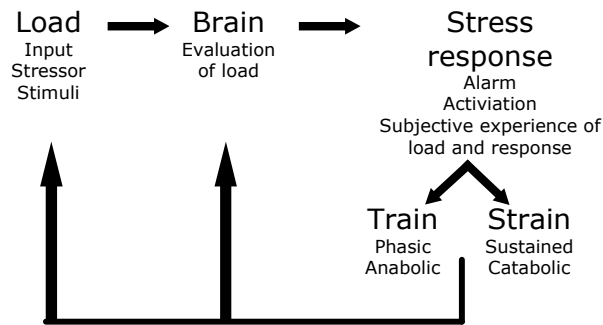 Load
Input
Stressor
Stimuli
Brain
Evaluation
of load
Stress
response
Alarm
Activiation
Subjective experience of
load and response
Train
Phasic
Anabolic
Strain
Sustained
Catabolic